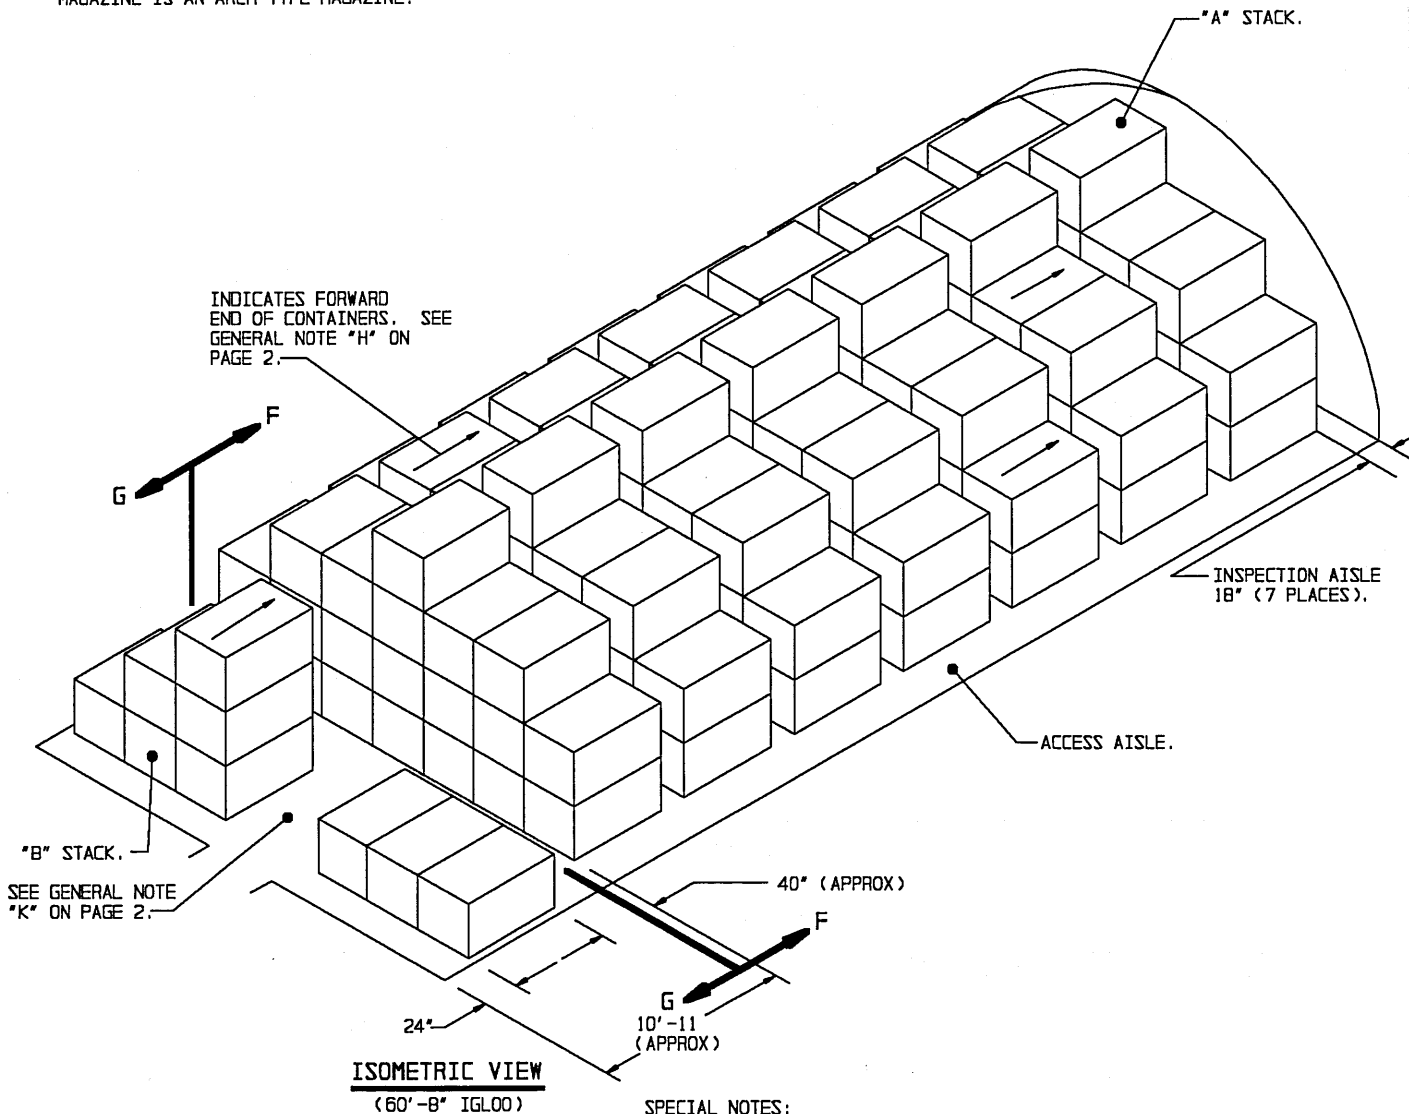 MAGAZINE IS AN ARCH TYPE MAGAZINE.
"A" STACK.
INDICATES FORWARD
END OF CONTAINERS. SEE
GENERAL NOTE "H" ON
PAGE 2.
F
G
INSPECTION AISLE
18" (7 PLACES).
ACCESS AISLE.
"B" STACK.
SEE GENERAL NOTE
"K" ON PAGE 2.
40" (APPROX)
F
G
24"
10'-11
(APPROX)
ISOMETRIC VIEW
(60'-8" IGLOO)
SPECIAL NOTES: